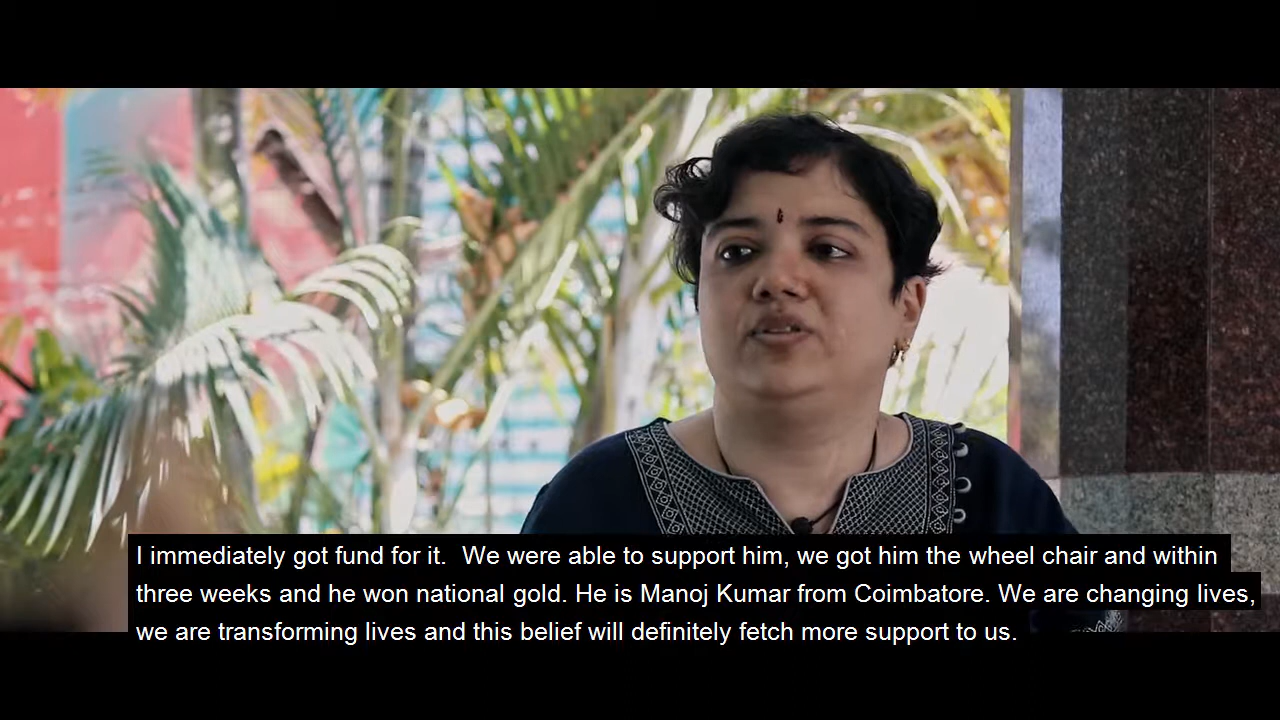 I immediately got fund for it.  We were able to support him, we got him the wheel chair and within
three weeks and he won national gold. He is Manoj Kumar from Coimbatore. We are changing lives,
we are transforming lives and this belief will definitely fetch more support to us.